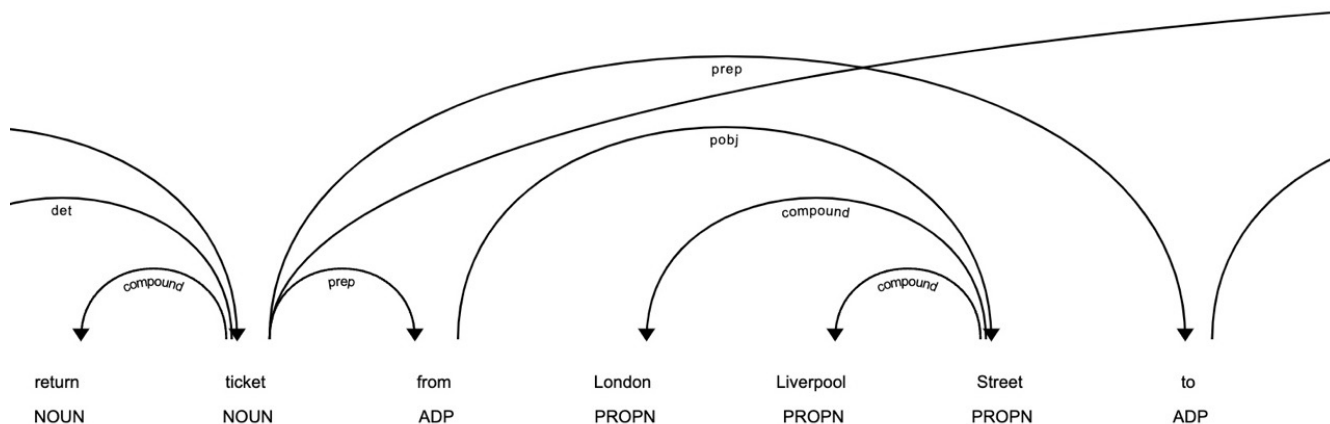 prep
pobj
det compound
compound prep compound
return ticket from London Liverpool Street to
NOUN NOUN ADP PROPN PROPN PROPN ADP